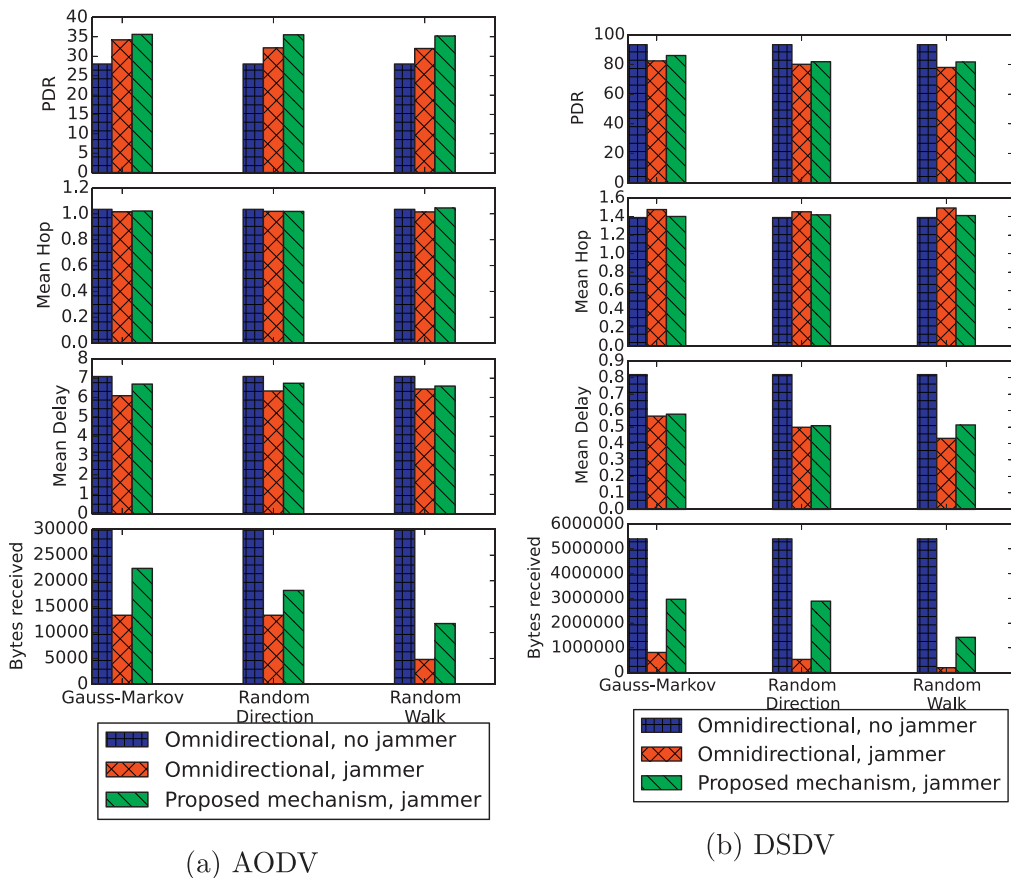 40
35
30
25
20
15
10
5
0
PDR
1.2
1.0
0.8
0.6
0.4
0.2
0.0
Mean Hop
8
7
6
5
4
3
2
1
0
Mean Delay
30000
25000
20000
15000
10000
5000
0
Bytes received
Gauss-Markov
Random
Direction
Random
Walk
Omnidirectional, no jammer
Omnidirectional, jammer
Proposed mechanism, jammer
(a) AODV
100
80
60
40
20
0
PDR
1.6
1.4
1.2
1.0
0.8
0.6
0.4
0.2
0.0
Mean Hop
0.9
0.8
0.7
0.6
0.5
0.4
0.3
0.2
0.1
0.0
Mean Delay
6000000
5000000
4000000
3000000
2000000
1000000
0
Bytes received
Gauss-Markov
Random
Direction
Random
Walk
Omnidirectional, no jammer
Omnidirectional, jammer
Proposed mechanism, jammer
(b) DSDV